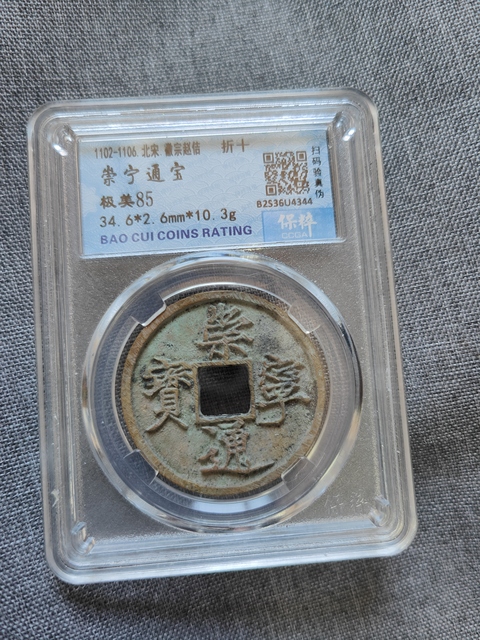 1102-1106 北宋 徽宗赵佶 折十
崇宁通宝
极美85
34.6*2.6mm*10.3g
BAO CUI COINS RATING
扫码验真伪
B2536U4344
保粹
CCGA
崇寧通寳